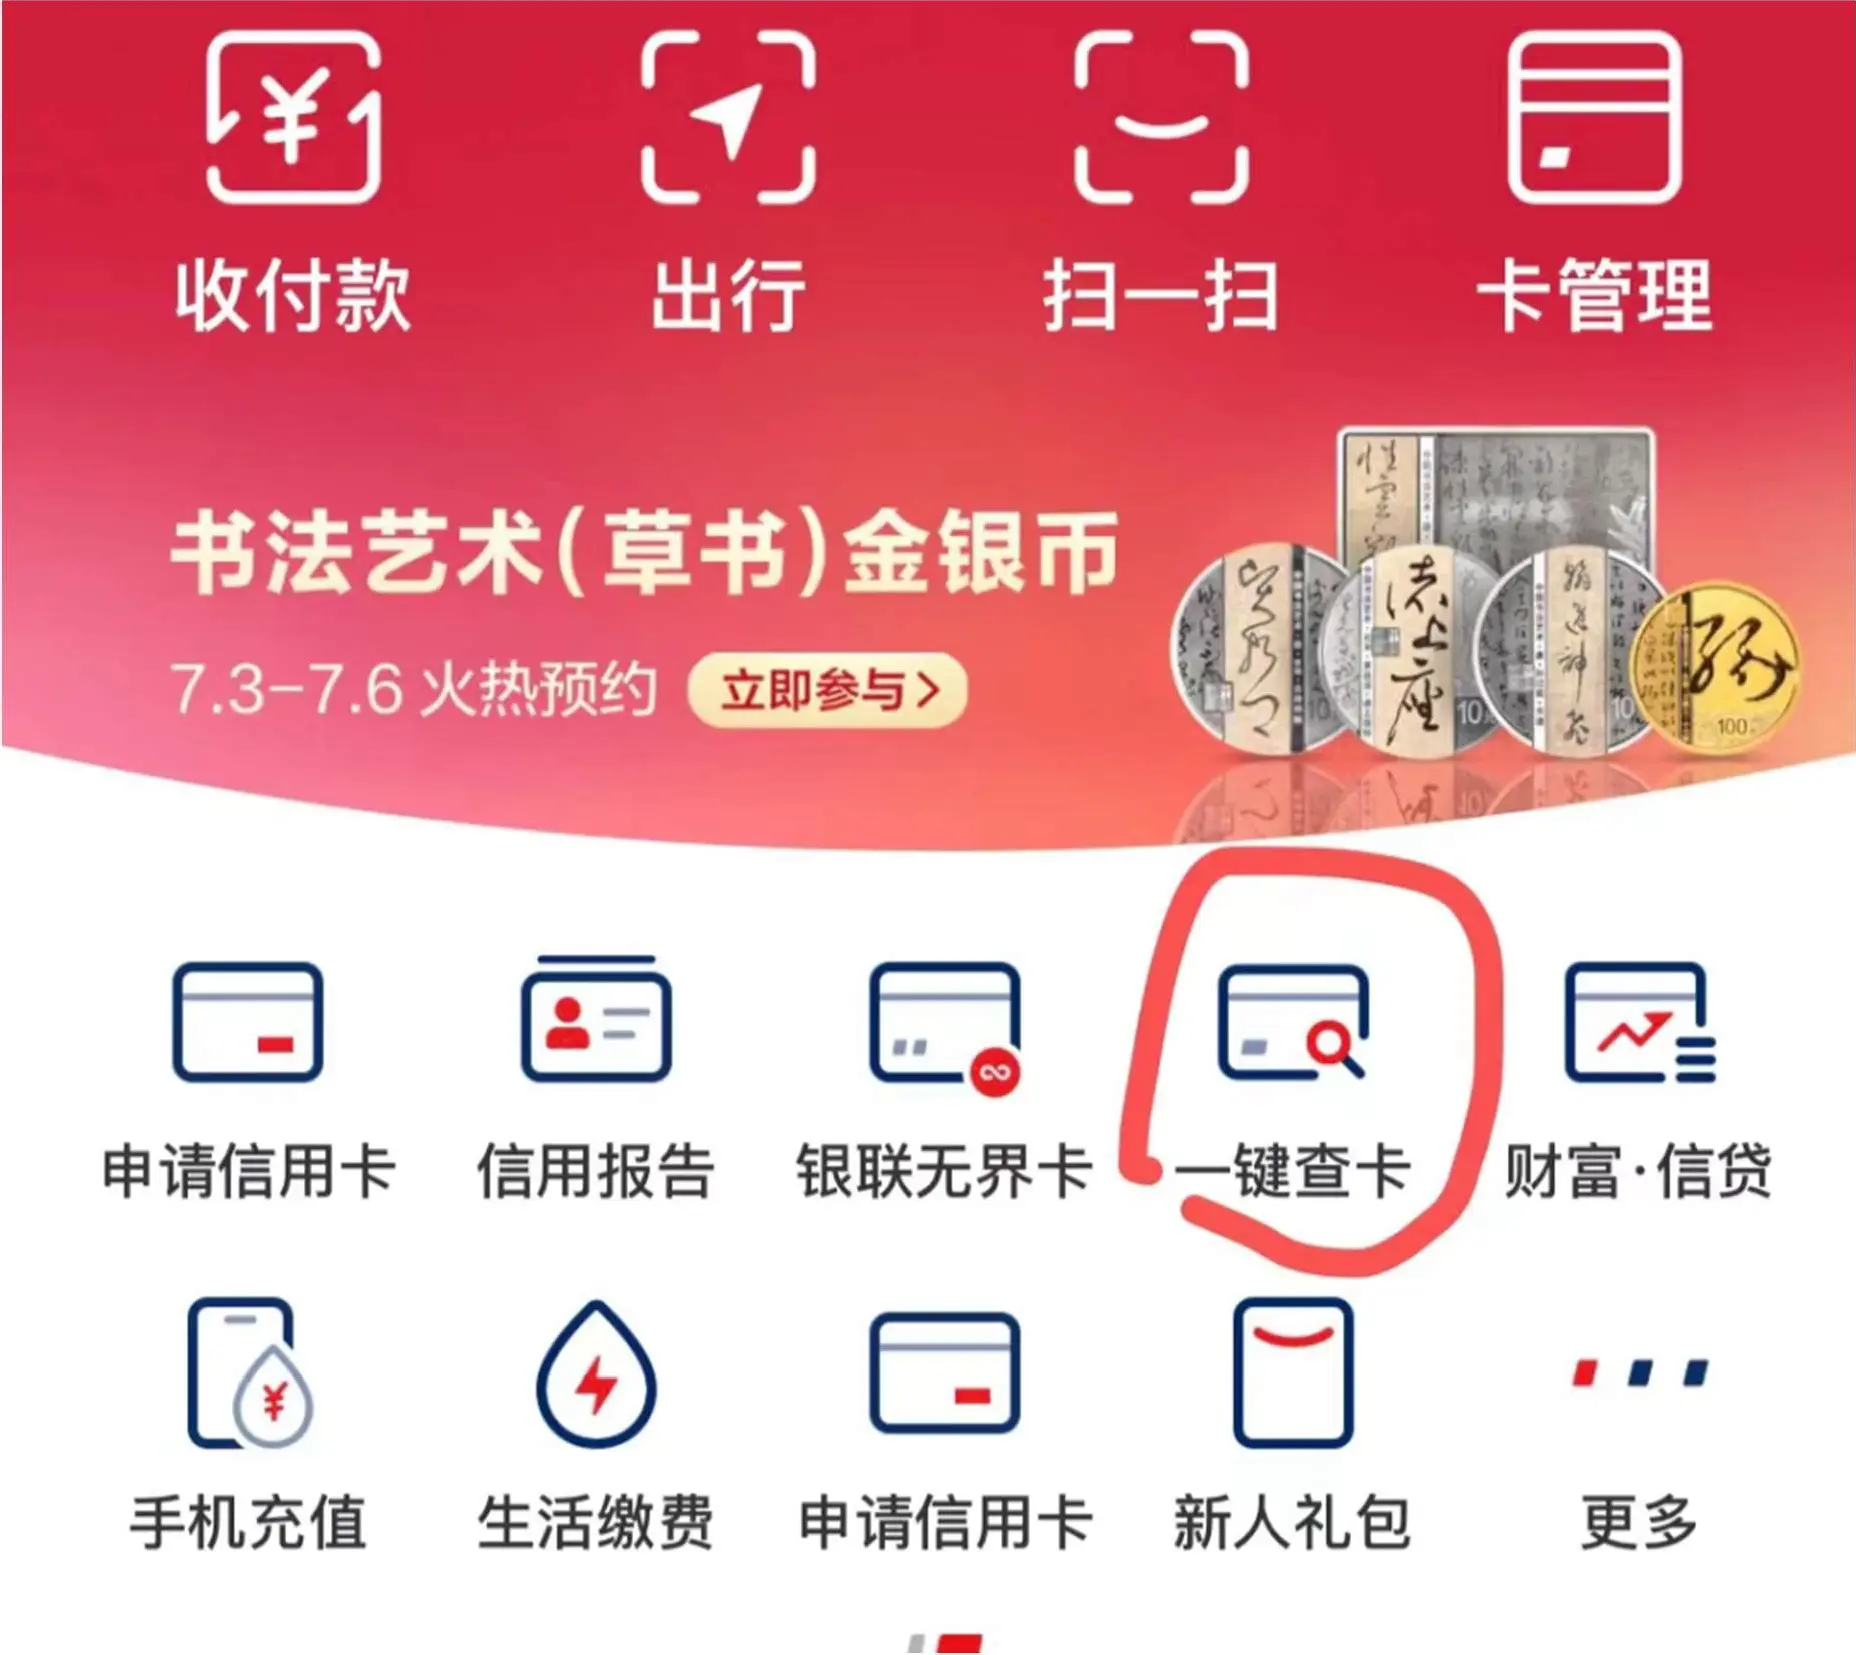 收付款 出行 扫一扫 卡管理
书法艺术(草书)金银币
7.3-7.6 火热预约 立即参与>
申请信用卡 信用报告 银联无界卡 一键查卡 财富·信贷
手机充值 生活缴费 申请信用卡 新人礼包 更多